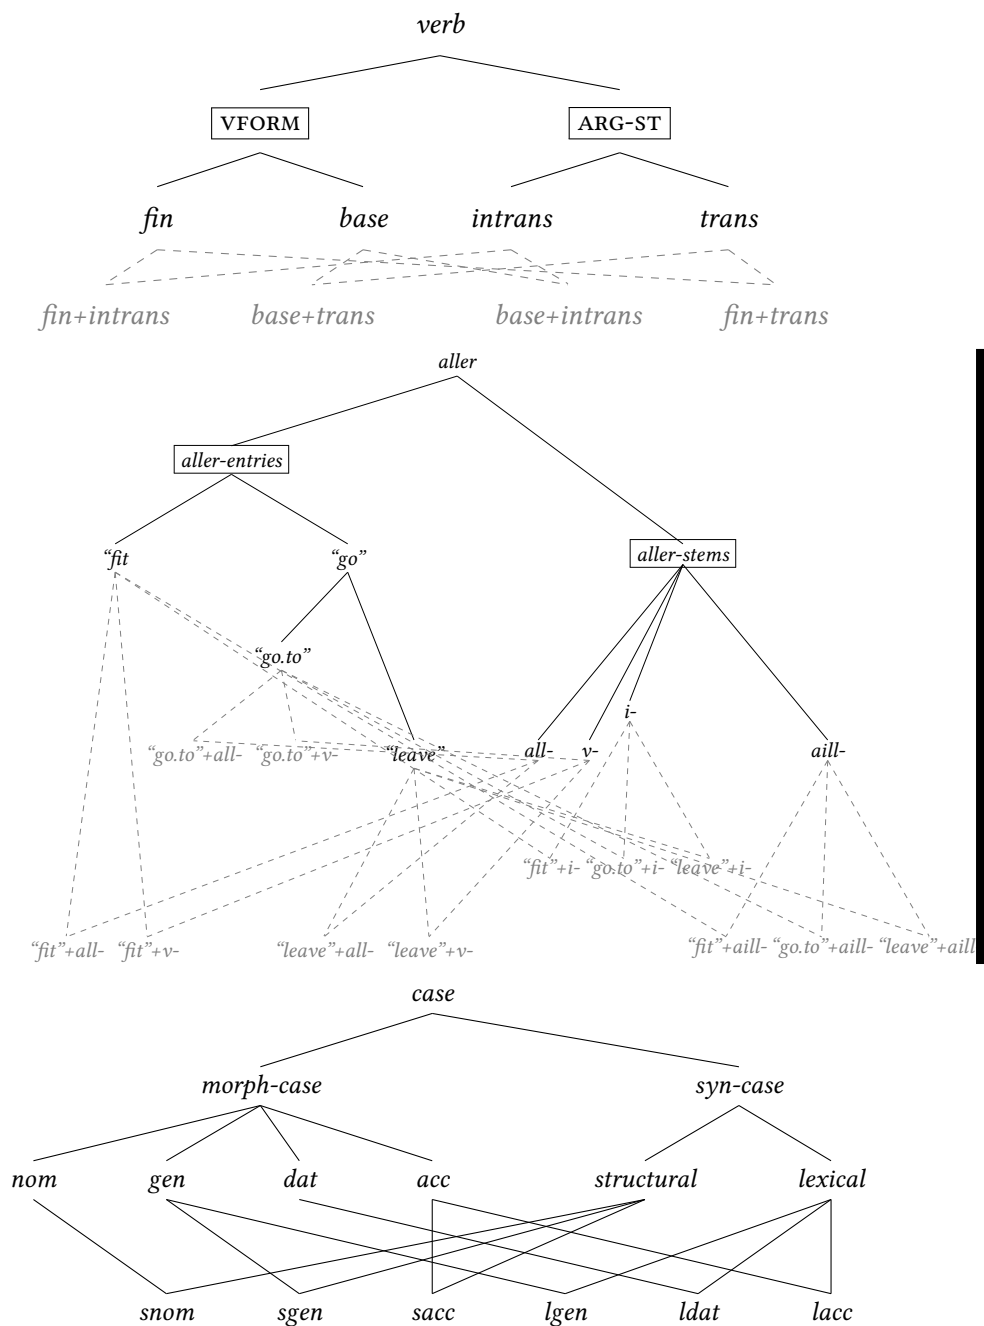 verb
VFORM ARG-ST
fin base intrans trans
fin+intrans base+trans base+intrans fin+trans
aller
aller-entries
aller-stems
“fit “go”
“go.to”
i-
“go.to”+all- “go.to”+v- “leave” all- v- aill-
“fit”+i- “go.to”+i- “leave”+i-
“fit”+all- “fit”+v- “leave”+all- “leave”+v- “fit”+aill- “go.to”+aill- “leave”+aill
case
morph-case syn-case
nom gen dat acc structural lexical
snom sgen sacc lgen ldat lacc